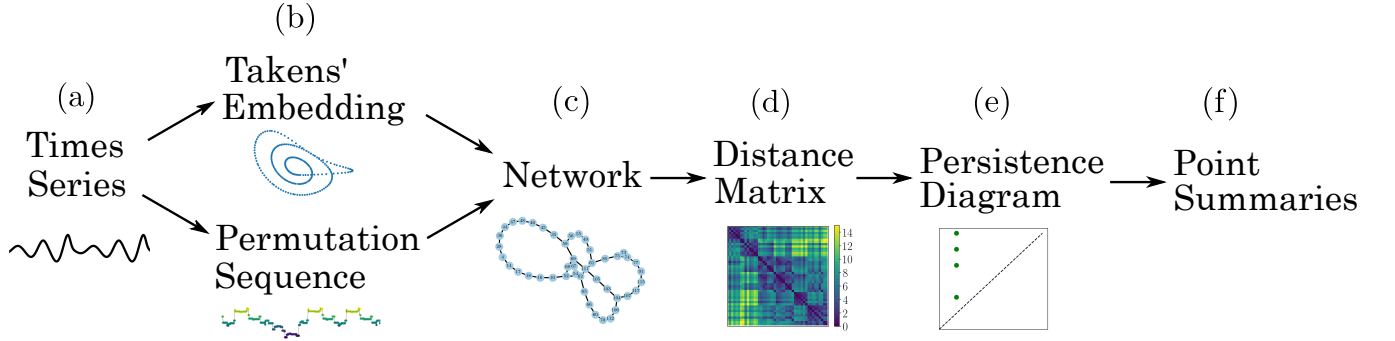 (a)
Times
Series
(b)
Takens'
Embedding
Permutation
Sequence
(c)
Network
(d)
Distance
Matrix
14
12
10
8
6
4
2
0
(e)
Persistence
Diagram
(f)
Point
Summaries